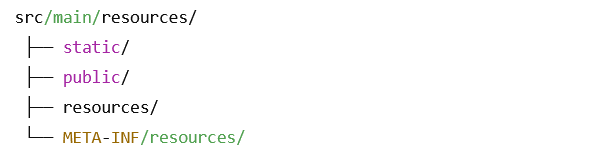 src/main/resources/
├── static/
├── public/
├── resources/
└── META-INF/resources/